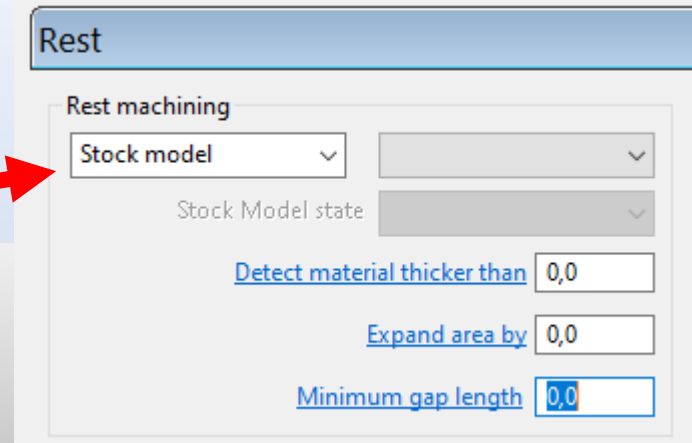 Rest
Rest machining
Stock model
Stock Model state
Detect material thicker than 0,0
Expand area by 0,0
Minimum gap length 0,0